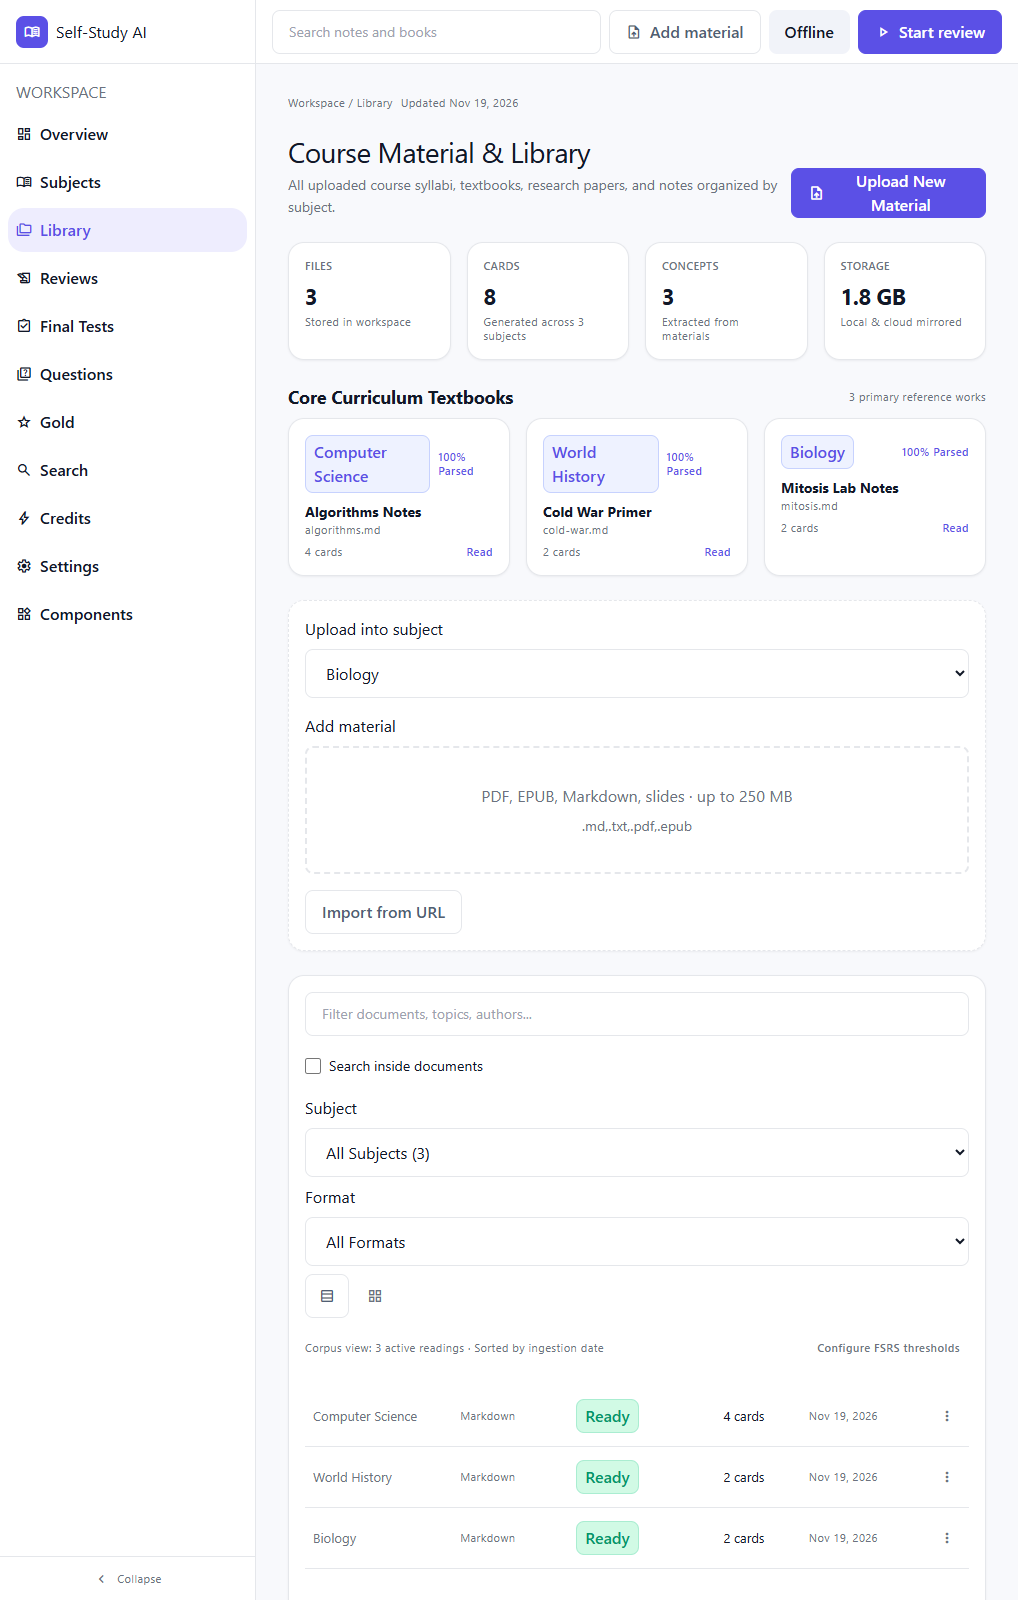 Self-Study AI
Search notes and books
Add material
Offline
Start review
WORKSPACE
Overview
Subjects
Library
Reviews
Final Tests
Questions
Gold
Search
Credits
Settings
Components
Collapse
Workspace / Library Updated Nov 19, 2026
Course Material & Library
All uploaded course syllabi, textbooks, research papers, and notes organized by
subject.
Upload New
Material
FILES
3
Stored in workspace
CARDS
8
Generated across 3
subjects
CONCEPTS
3
Extracted from
materials
STORAGE
1.8 GB
Local & cloud mirrored
Core Curriculum Textbooks
3 primary reference works
Computer
Science
100%
Parsed
Algorithms Notes
algorithms.md
4 cards
Read
World
History
100%
Parsed
Cold War Primer
cold-war.md
2 cards
Read
Biology
100% Parsed
Mitosis Lab Notes
mitosis.md
2 cards
Read
Upload into subject
Biology
Add material
PDF, EPUB, Markdown, slides · up to 250 MB
.md,.txt,.pdf,.epub
Import from URL
Filter documents, topics, authors...
Search inside documents
Subject
All Subjects (3)
Format
All Formats
Corpus view: 3 active readings · Sorted by ingestion date
Configure FSRS thresholds
Computer Science Markdown Ready 4 cards Nov 19, 2026
World History Markdown Ready 2 cards Nov 19, 2026
Biology Markdown Ready 2 cards Nov 19, 2026